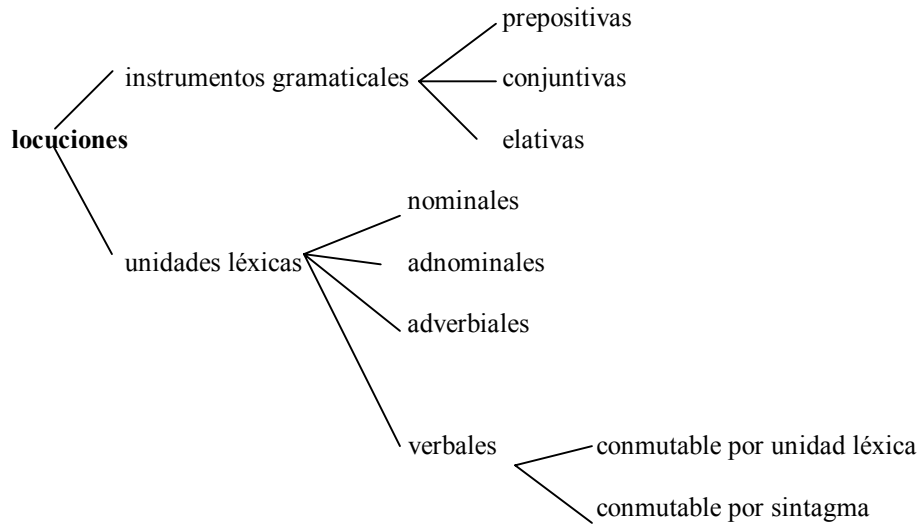 prepositivas
instrumentos gramaticales conjuntivas
locuciones elativas
nominales
unidades léxicas adnominales
adverbiales
verbales conmutable por unidad léxica
conmutable por sintagma